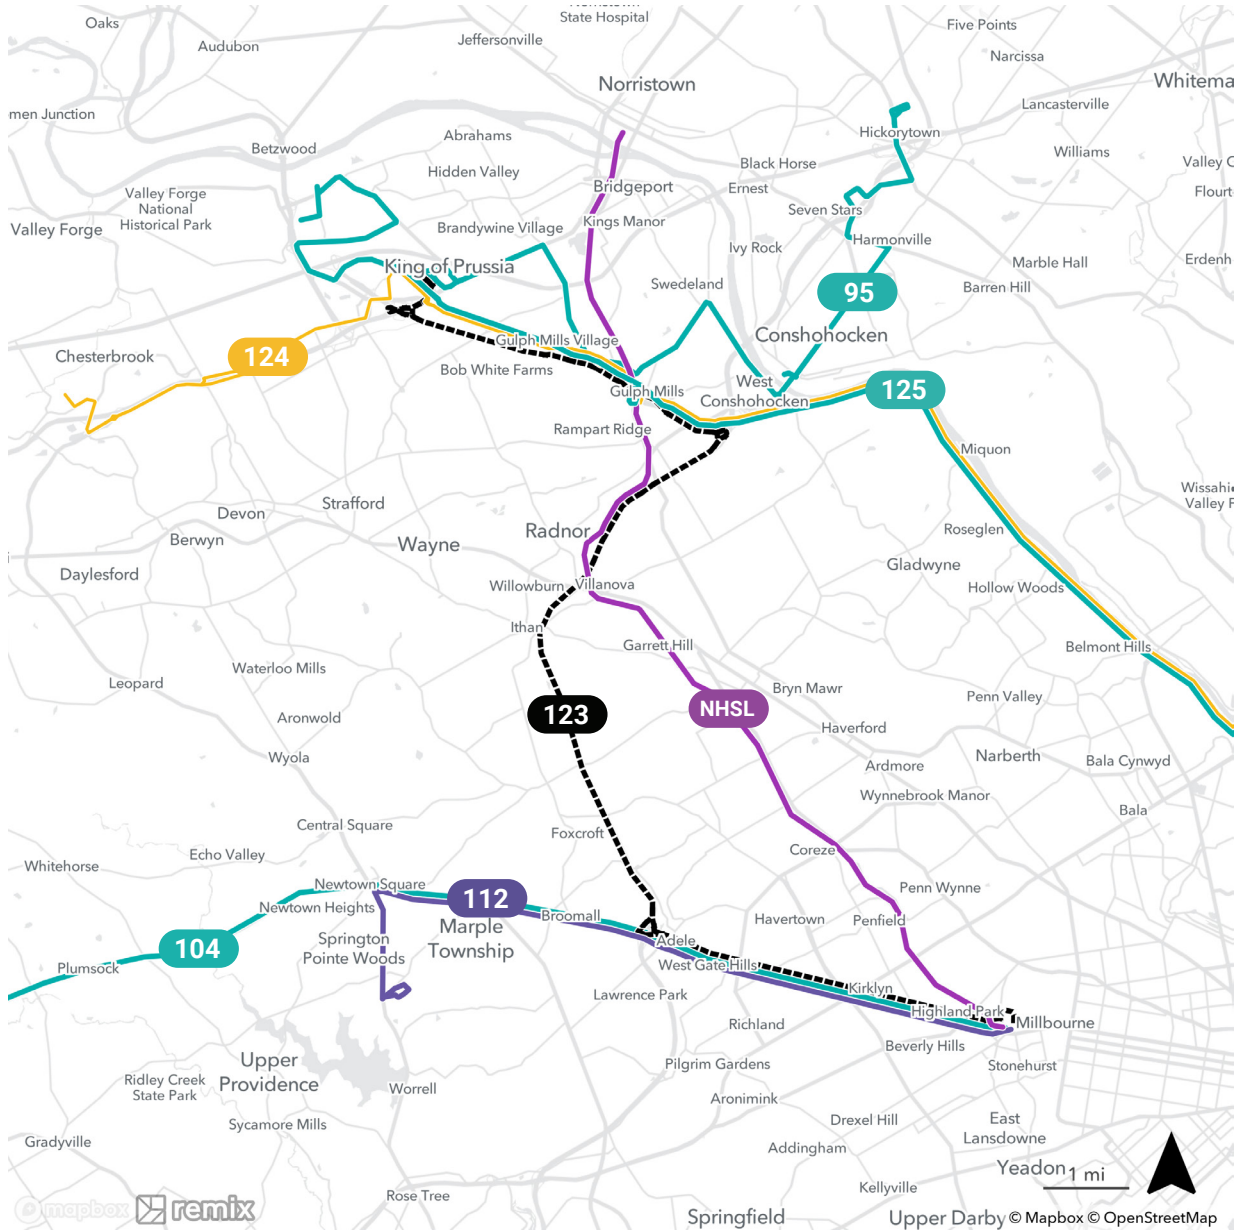 State Hospital
Oaks
Five Points
Audubon
Jeffersonville
Narcissa
Norristown
Whitema
Lancasterville
men Junction
Hickorytown
Abrahams
Betzwood
Williams
Black Horse
Valley C
Hidden Valley
Bridgeport
Ernest
Flourt
Valley Forge
National
Historical Park
Seven Stars
Valley Forge
Brandywine Village
Kings Manor
Harmonville
Ivy Rock
Erdenh
King of Prussia
Marble Hall
Swedeland
Barren Hill
95
Conshohocken
Gulph Mills Village
Chesterbrook
124
Bob White Farms
West
Conshohocken
Gulph Mills
125
Rampart Ridge
Miquon
Wissahi
Valley F
Strafford
Devon
Radnor
Roseglen
Berwyn
Wayne
Gladwyne
Daylesford
Willowburn
Villanova
Hollow Woods
Ithan
Garrett Hill
Belmont Hills
Waterloo Mills
Leopard
Bryn Mawr
Penn Valley
NHSL
123
Aronwold
Haverford
Wyola
Narberth
Bala Cynwyd
Ardmore
Wynnebrook Manor
Bala
Central Square
Foxcroft
Coreze
Echo Valley
Whitehorse
Newtown Square
Penn Wynne
112
Newtown Heights
Broomall
Havertown
Penfield
Marple
Township
104
Springton
Pointe Woods
Adele
Plumsock
West Gate Hills
Kirklyn
Lawrence Park
Highland Park
Richland
Millbourne
Beverly Hills
Upper
Providence
Pilgrim Gardens
Stonehurst
Ridley Creek
State Park
Worrell
Aronimink
Sycamore Mills
Drexel Hill
East
Lansdowne
Gradyville
Addingham
Yeadon
1 mi
Kellyville
Rose Tree
mapbox
remix
Springfield
Upper Darby
© Mapbox © OpenStreetMap